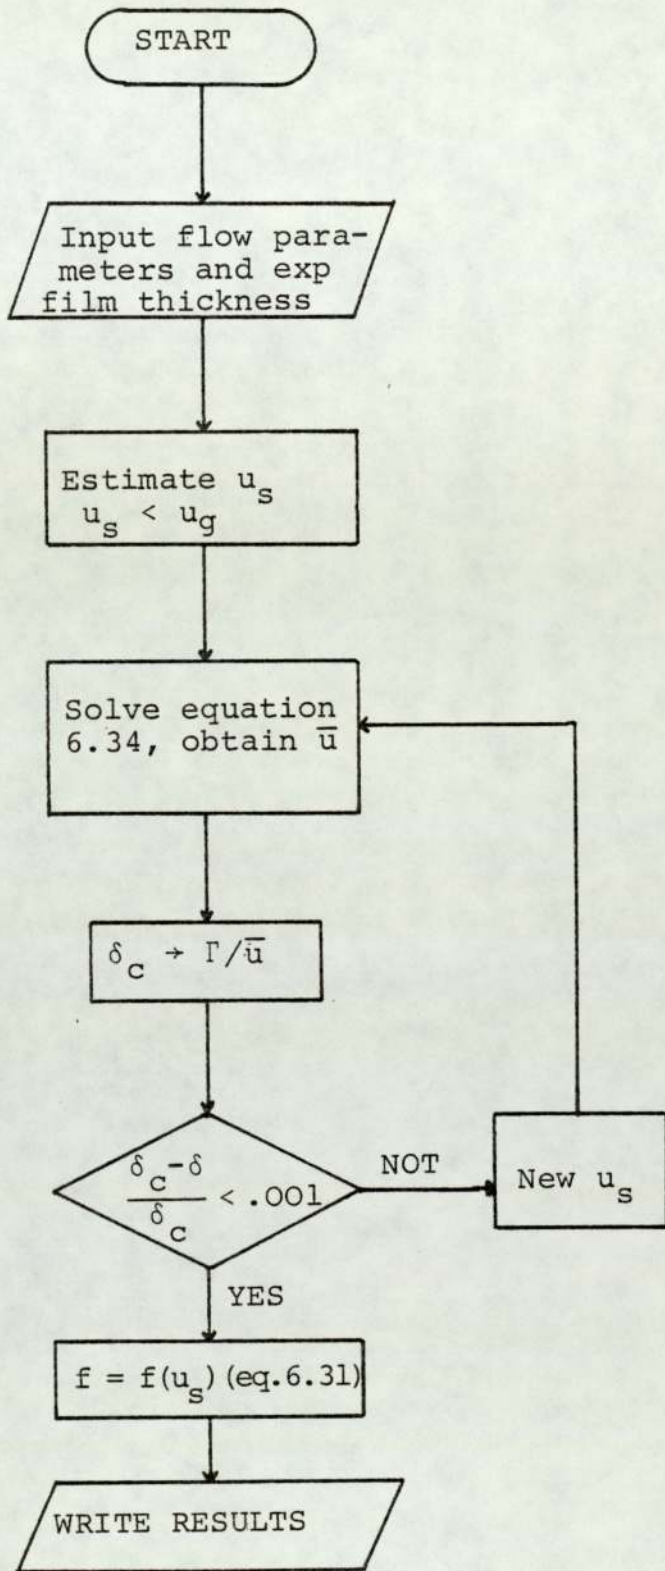 START
Input flow para-
meters and exp
film thickness
Estimate u_s
u_s < u_g
Solve equation
6.34, obtain u̅
δ_c → Γ/u̅
δ_c-δ
δ_c
< .001
NOT
New u_s
YES
f = f(u_s) (eq.6.31)
WRITE RESULTS